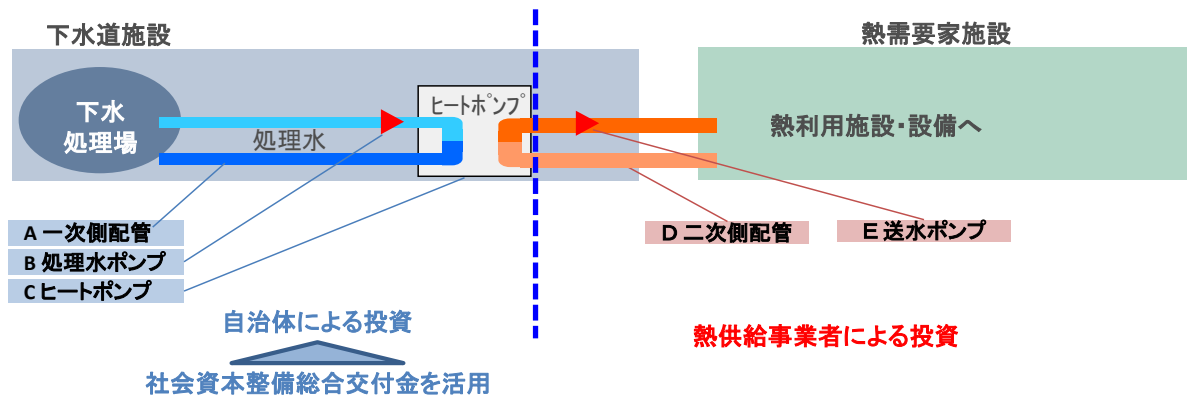 下水道施設
熱需要家施設
下水
処理場
処理水
ﾋｰﾄﾎﾟﾝﾌﾟ
熱利用施設・設備へ
A 一次側配管
B 処理水ポンプ
C ヒートポンプ
D 二次側配管
E 送水ポンプ
自治体による投資
熱供給事業者による投資
社会資本整備総合交付金を活用